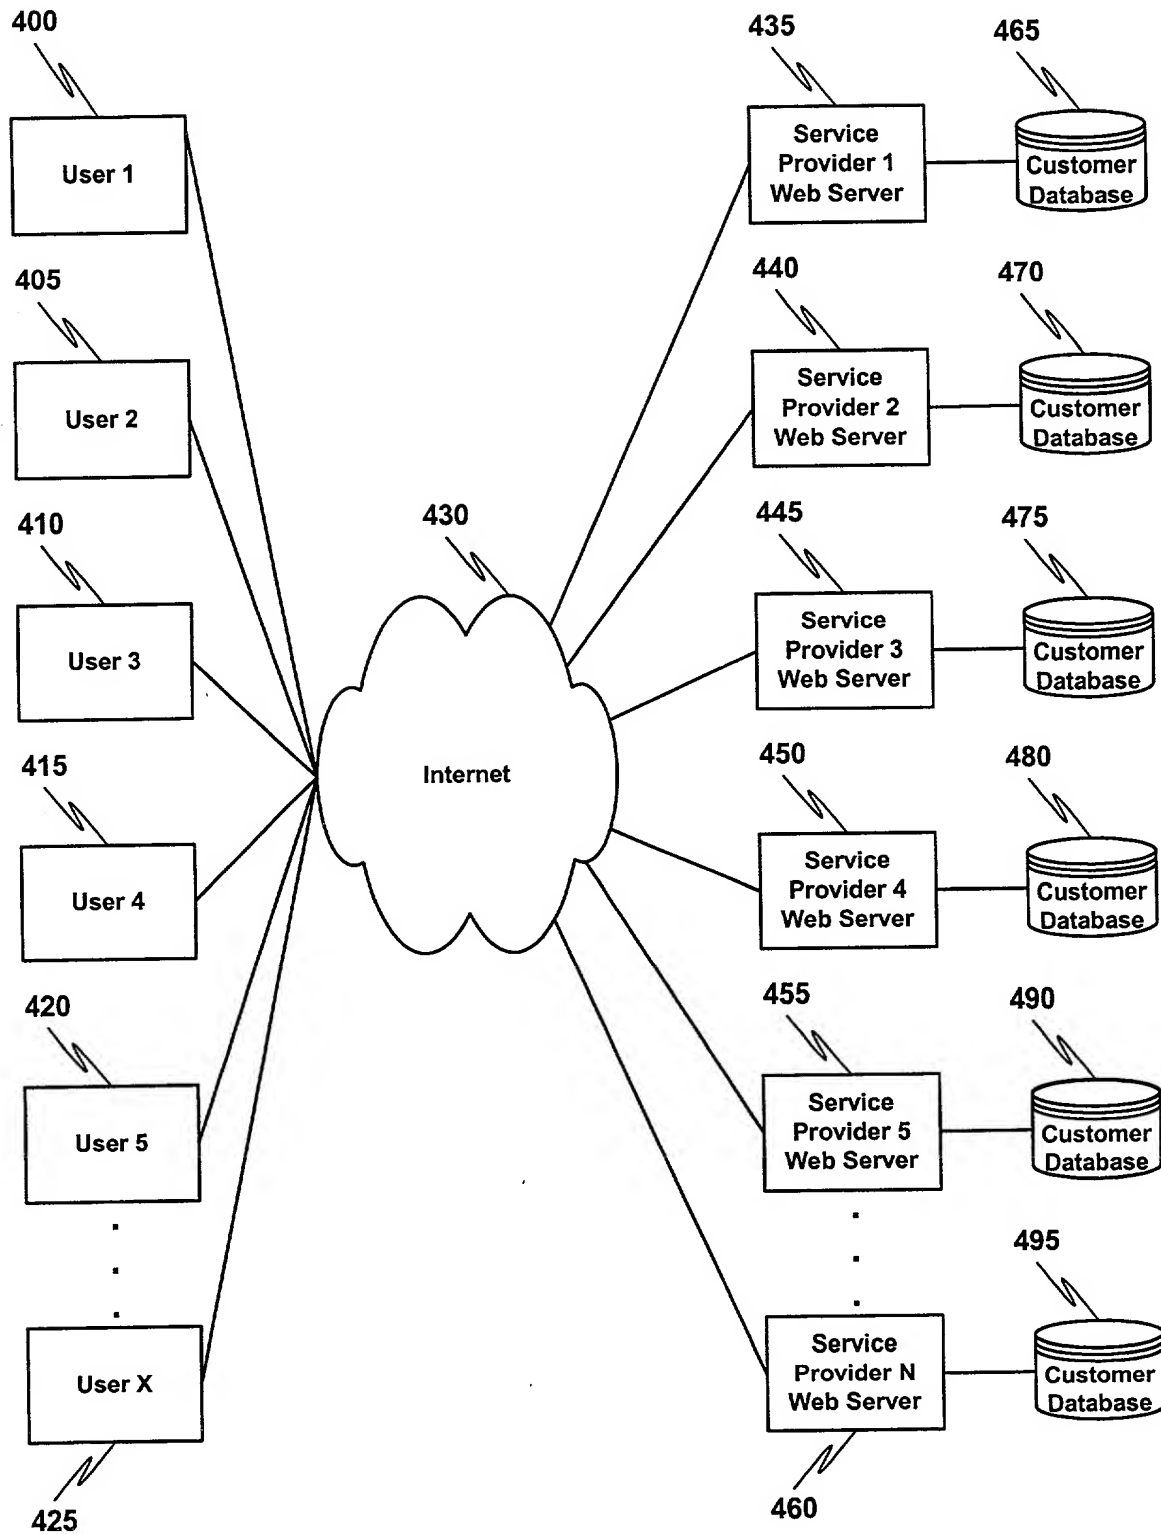 400
435
465
User 1
Service
Provider 1
Web Server
Customer
Database
405
440
470
User 2
Service
Provider 2
Web Server
Customer
Database
410
430
445
475
User 3
Service
Provider 3
Web Server
Customer
Database
Internet
415
450
480
User 4
Service
Provider 4
Web Server
Customer
Database
420
455
490
User 5
Service
Provider 5
Web Server
Customer
Database
495
User X
Service
Provider N
Web Server
Customer
Database
425
460